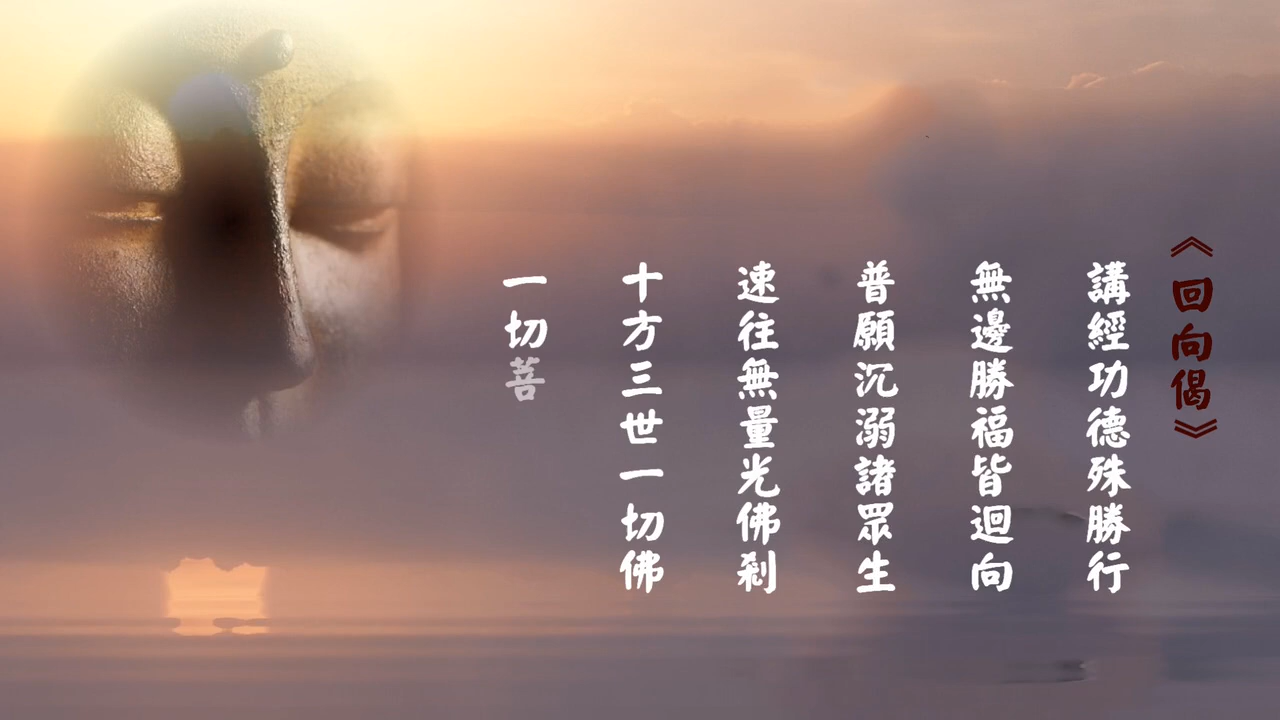 《回向偈》
講經功德殊勝行
無邊勝福皆迴向
普願沉溺諸眾生
速往無量光佛剎
十方三世一切佛
一切菩